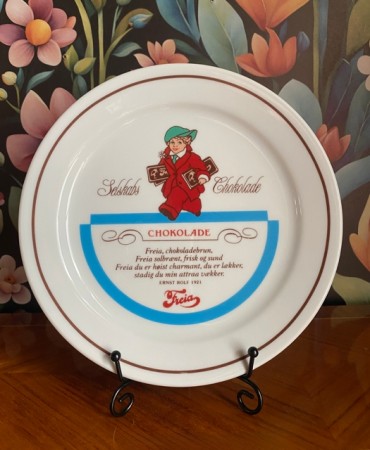 Selskabs Chokolade
CHOKOLADE
Freia, chokoladebrun,
Freia solbrænt, frisk og sund
Freia du er høist charmant, du er lækker,
stadig du min attraa vækker.
ERNST ROLF 1921
Freia